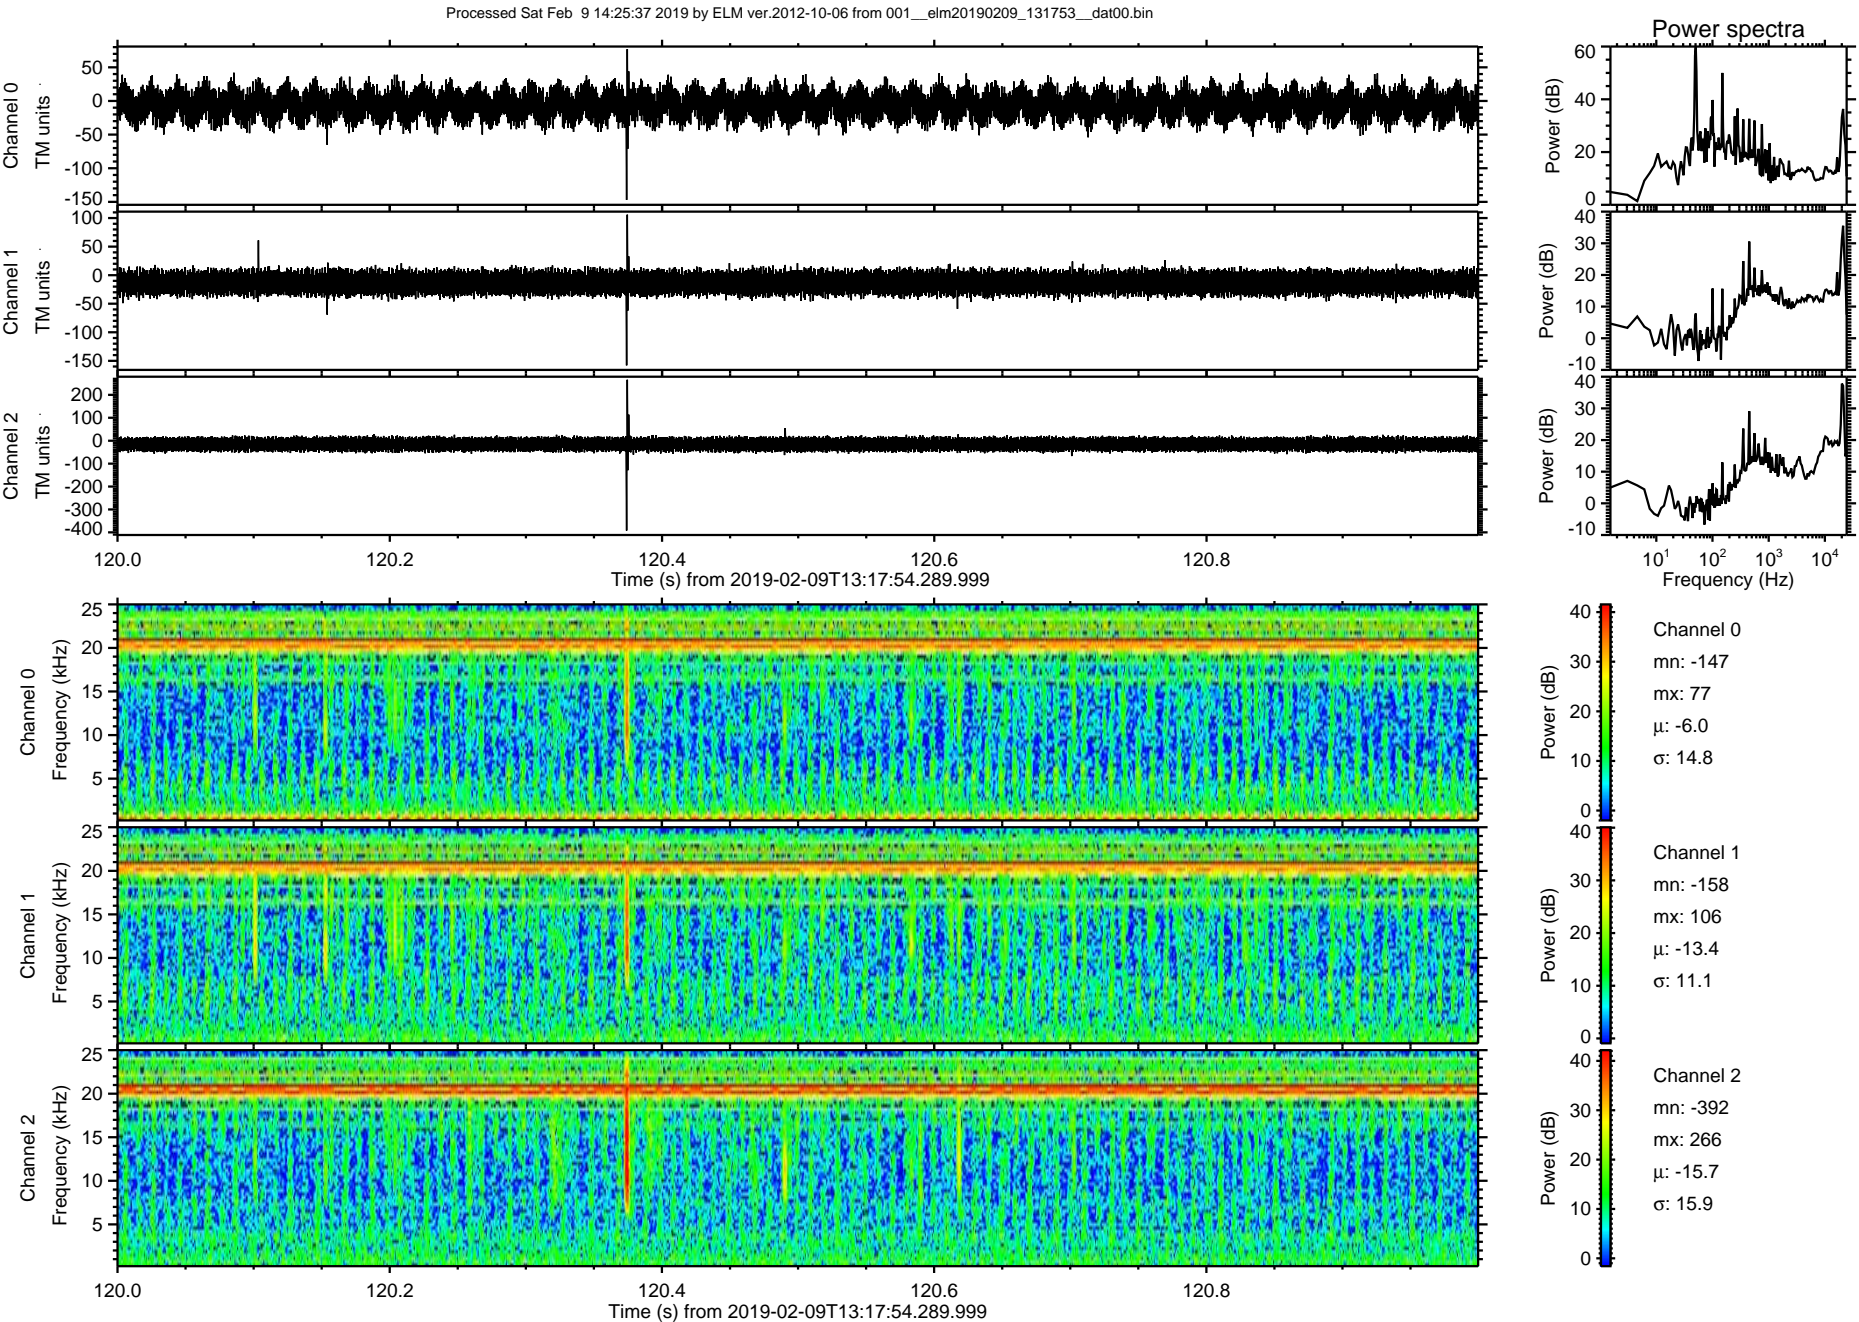 Processed Sat Feb  9 14:25:37 2019 by ELM ver.2012-10-06 from 001__elm20190209_131753__dat00.bin
Power spectra
Channel 0
TM units
50
0
-50
-100
-150
Power (dB)
60
40
20
0
Channel 1
TM units
100
50
0
-50
-100
-150
Power (dB)
40
30
20
10
0
-10
Channel 2
TM units
200
100
0
-100
-200
-300
-400
Power (dB)
40
30
20
10
0
-10
120.0 120.2 120.4 120.6 120.8
Time (s) from 2019-02-09T13:17:54.289.999
10¹ 10² 10³ 10⁴
Frequency (Hz)
Channel 0
Frequency (kHz)
25
20
15
10
5
Power (dB)
40
30
20
10
0
Channel 0
mn: -147
mx: 77
μ: -6.0
σ: 14.8
Channel 1
Frequency (kHz)
25
20
15
10
5
Power (dB)
40
30
20
10
0
Channel 1
mn: -158
mx: 106
μ: -13.4
σ: 11.1
Channel 2
Frequency (kHz)
25
20
15
10
5
Power (dB)
40
30
20
10
0
Channel 2
mn: -392
mx: 266
μ: -15.7
σ: 15.9
120.0 120.2 120.4 120.6 120.8
Time (s) from 2019-02-09T13:17:54.289.999